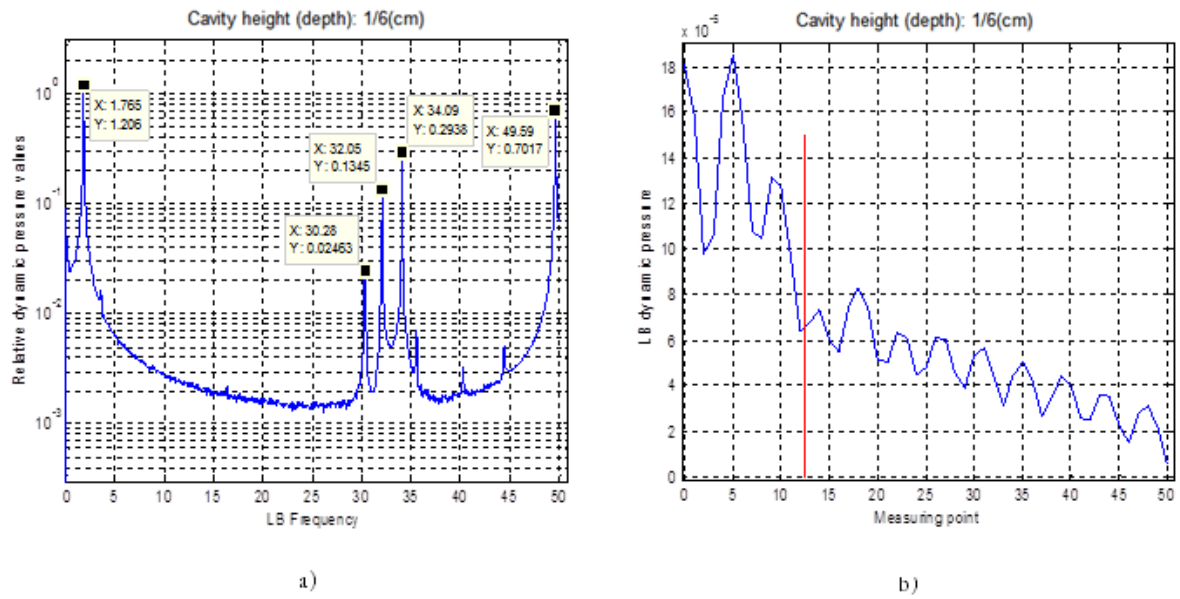 Cavity height (depth): 1/6(cm)
Relative dynamic pressure values
10^0
10^-1
10^-2
10^-3
X: 1.765
Y: 1.206
X: 34.09
Y: 0.2938
X: 49.59
Y: 0.7017
X: 32.05
Y: 0.1345
X: 30.28
Y: 0.02463
0 5 10 15 20 25 30 35 40 45 50
LB Frequency
a)
Cavity height (depth): 1/6(cm)
x 10^-5
LB dynamic pressure
18
16
14
12
10
8
6
4
2
0
0 5 10 15 20 25 30 35 40 45 50
Measuring point
b)